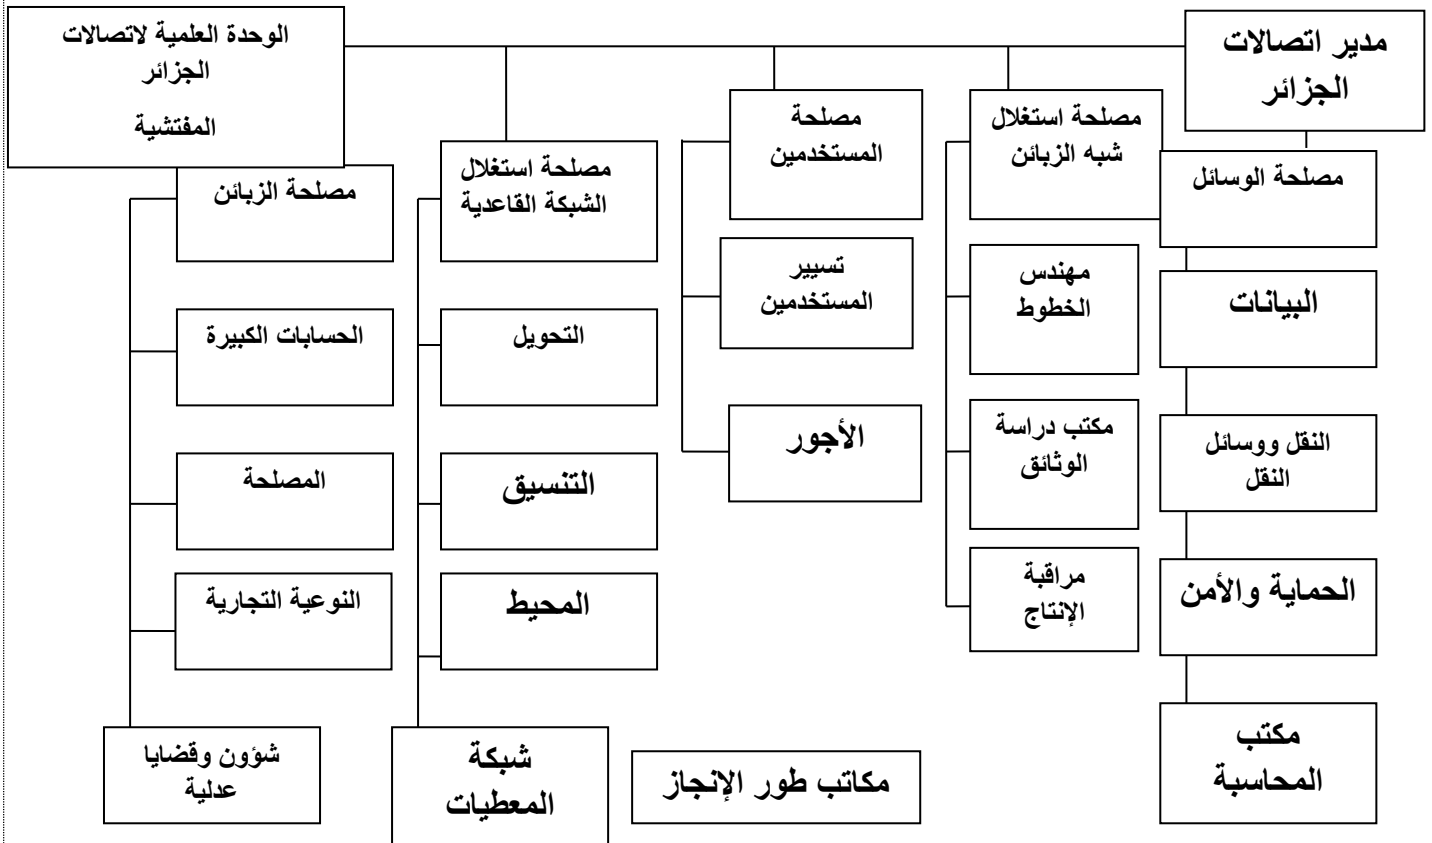 مدير اتصالات
الجزائر
الوحدة العلمية لاتصالات
الجزائر
المفتشية
مصلحة الوسائل
البيانات
النقل ووسائل
النقل
الحماية والأمن
مكتب
المحاسبة
مصلحة استغلال
شبه الزبائن
مهندس
الخطوط
مكتب دراسة
الوثائق
مراقبة
الإنتاج
مصلحة
المستخدمين
تسيير
المستخدمين
الأجور
مكاتب طور الإنجاز
مصلحة استغلال
الشبكة القاعدية
التحويل
التنسيق
المحيط
شبكة
المعطيات
مصلحة الزبائن
الحسابات الكبيرة
المصلحة
النوعية التجارية
شؤون وقضايا
عدلية